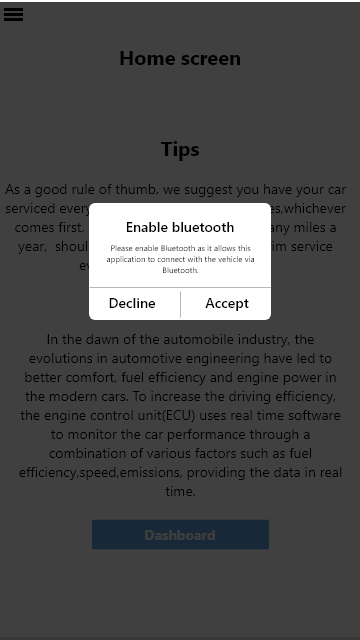 Home screen
Tips
As a good rule of thumb, we suggest you have your car
serviced every es,whichever
comes first. any miles a
year, shoul im service
Enable bluetooth
Please enable Bluetooth as it allows this
application to connect with the vehicle via
Bluetooth.
Decline Accept
In the dawn of the automobile industry, the
evolutions in automotive engineering have led to
better comfort, fuel efficiency and engine power in
the modern cars. To increase the driving efficiency,
the engine control unit(ECU) uses real time software
to monitor the car performance through a
combination of various factors such as fuel
efficiency,speed,emissions, providing the data in real
time.
Dashboard